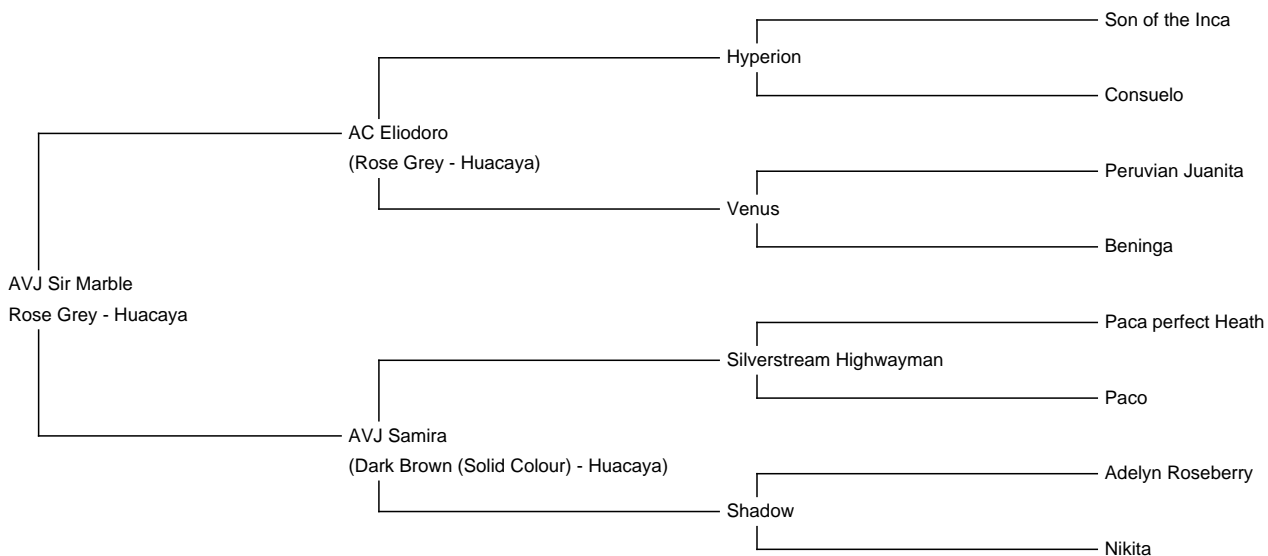 Son of the Inca
Hyperion
Consuelo
AC Eliodoro
(Rose Grey - Huacaya)
Peruvian Juanita
Venus
Beninga
AVJ Sir Marble
Rose Grey - Huacaya
Paca perfect Heath
Silverstream Highwayman
Paco
AVJ Samira
(Dark Brown (Solid Colour) - Huacaya)
Adelyn Roseberry
Shadow
Nikita